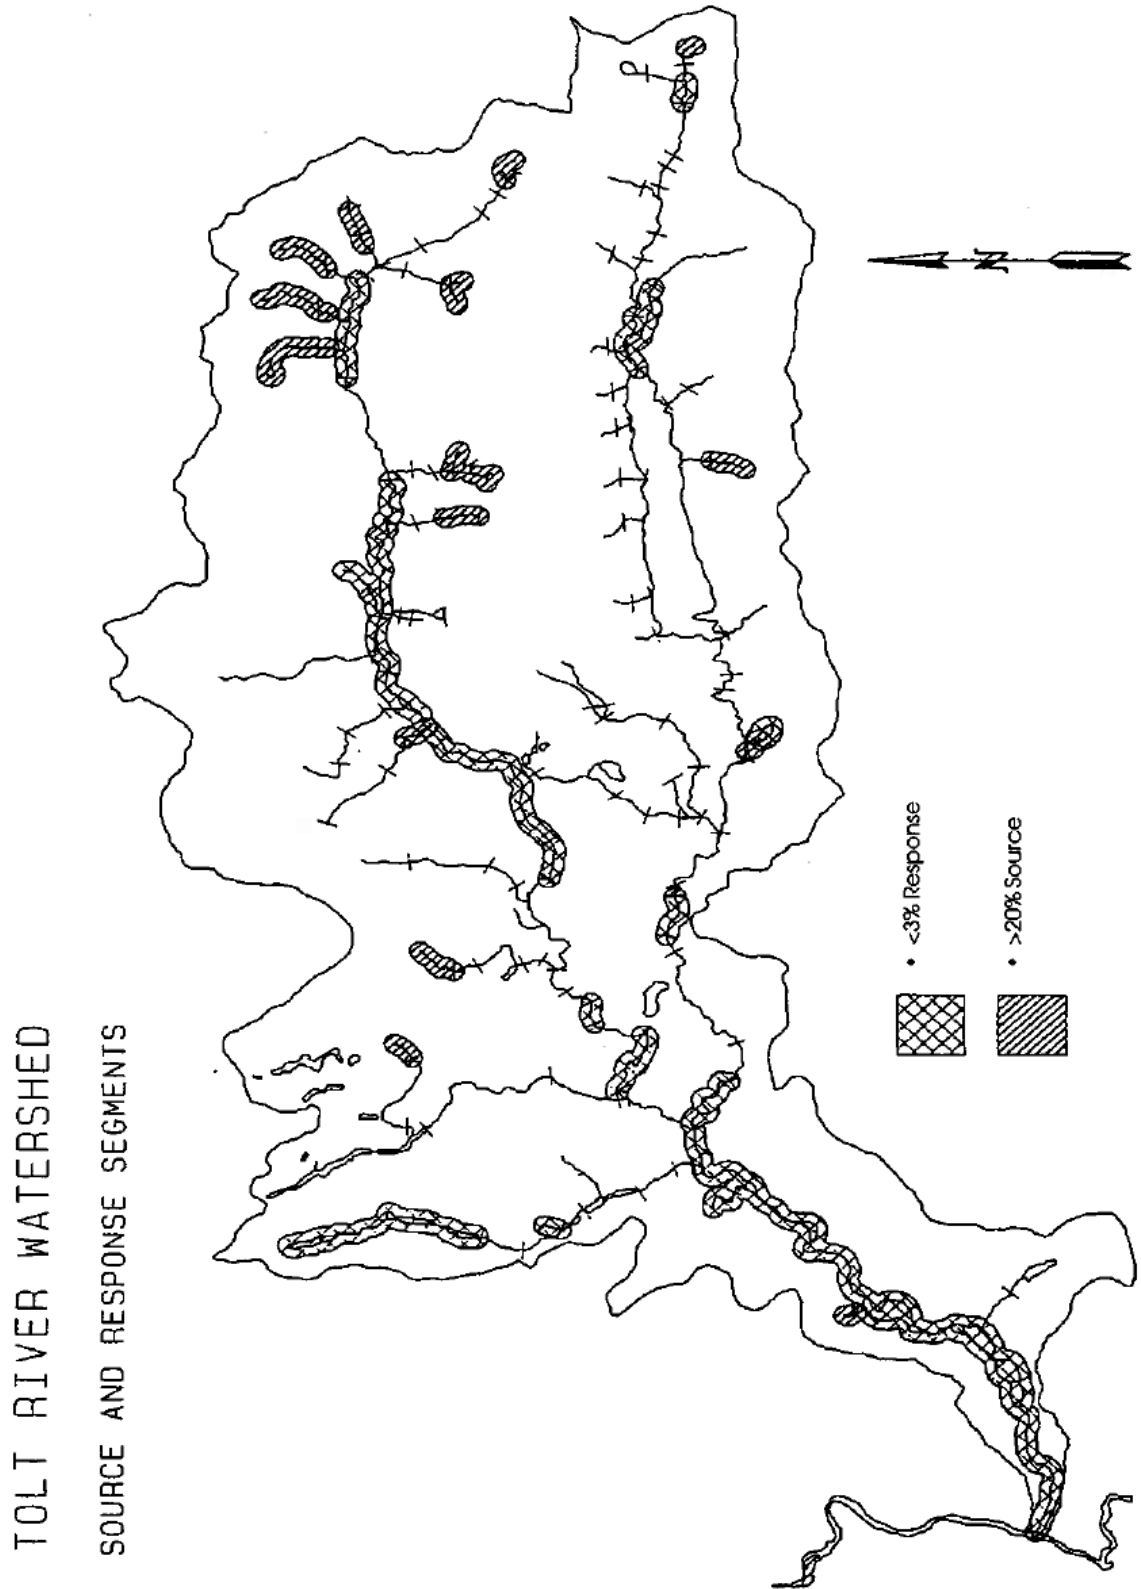 TOLT RIVER WATERSHED
SOURCE AND RESPONSE SEGMENTS
N
• <3% Response
• >20% Source